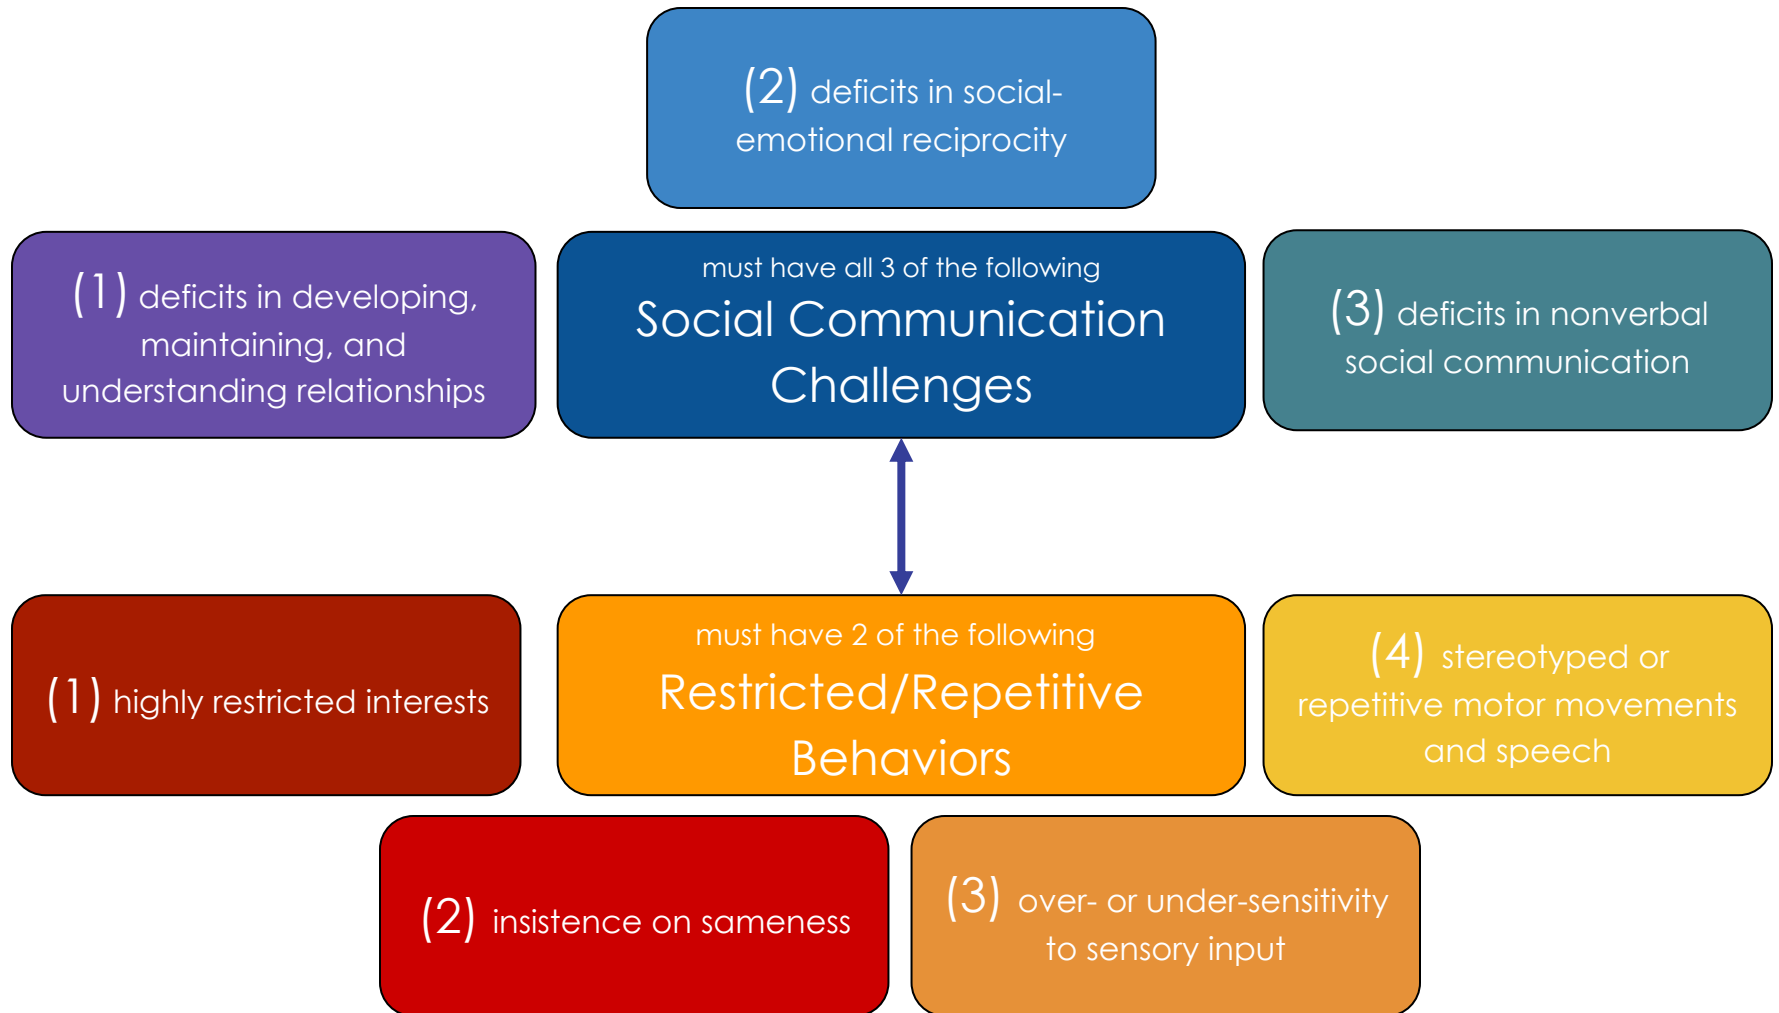 (2) deficits in social-
emotional reciprocity
(1) deficits in developing,
maintaining, and
understanding relationships
must have all 3 of the following
Social Communication
Challenges
(3) deficits in nonverbal
social communication
(1) highly restricted interests
must have 2 of the following
Restricted/Repetitive
Behaviors
(4) stereotyped or
repetitive motor movements
and speech
(2) insistence on sameness
(3) over- or under-sensitivity
to sensory input